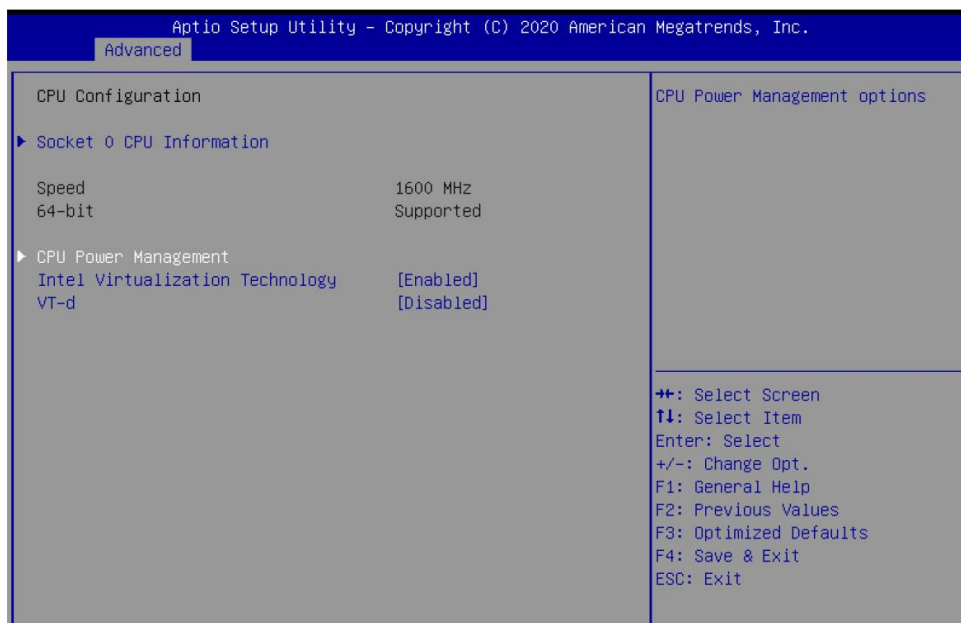 Aptio Setup Utility – Copyright (C) 2020 American Megatrends, Inc.
Advanced
CPU Configuration
Socket 0 CPU Information
Speed 1600 MHz
64-bit Supported
CPU Power Management
Intel Virtualization Technology [Enabled]
VT-d [Disabled]
CPU Power Management options
→←: Select Screen
↑↓: Select Item
Enter: Select
+/-: Change Opt.
F1: General Help
F2: Previous Values
F3: Optimized Defaults
F4: Save & Exit
ESC: Exit